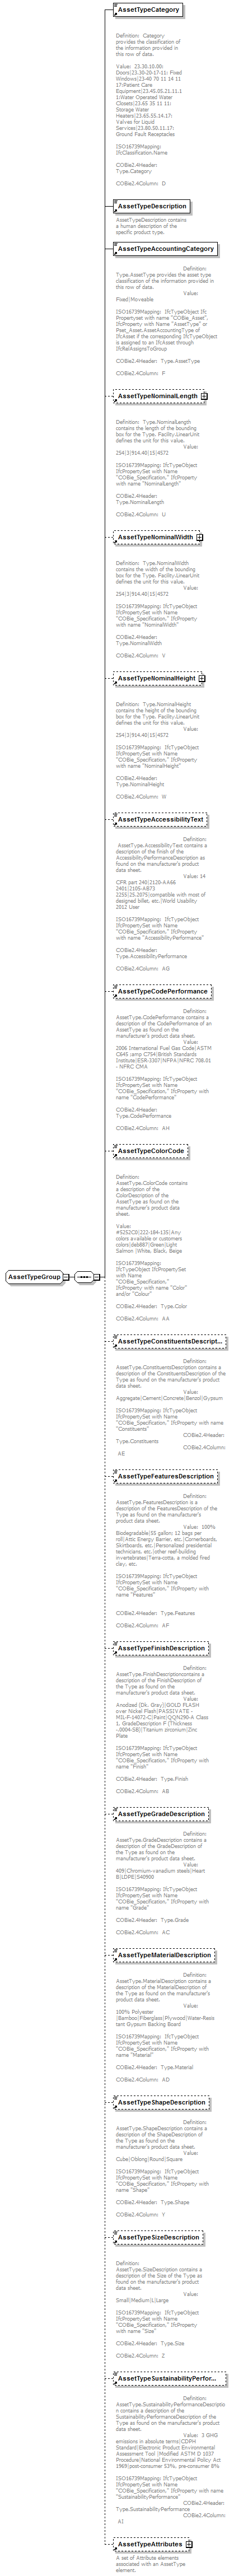 AssetTypeCategory
Definition: Category
provides the classification of
the information provided in
this row of data.
Value: 23.30.10.00:
Doors|23.30-20-17-11: Fixed
Windows|23-40 70 11 14 11
17:Patient Care
Equipment|23.45.05.21.11.1
1:Water Operated Water
Closets|23.65 35 11 11:
Storage Water
Heaters|23.65.55.14.17:
Valves for Liquid
Services|23.80.50.11.17:
Ground Fault Receptacles
ISO16739Mapping:
IfcClassification.Name
COBie2.4Header:
Type.Category
COBie2.4Column: D
AssetTypeDescription
AssetTypeDescription contains
a human description of the
specific product type.
AssetTypeAccountingCategory
Definition:
Type.AssetType provides the asset type
classification of the information provided in
this row of data.
Value:
Fixed|Moveable
ISO16739Mapping: IfcTypeObject Ifc
Propertyset with name "COBie_Asset".
IfcProperty with Name "AssetType" or
Pset_Asset.AssetAccountingType of
IfcAsset if the corresponding IfcTypeObject
is assigned to an IfcAsset through
IfcRelAssignsToGroup
COBie2.4Header: Type.AssetType
COBie2.4Column: F
AssetTypeNominalLength
Definition: Type.NominalLength
contains the length of the bounding
box for the Type. Facility.LinearUnit
defines the unit for this value.
Value:
254|3|914.40|15|4572
ISO16739Mapping: IfcTypeObject
IfcPropertySet with Name
"COBie_Specification." IfcProperty
with name "NominalLength"
COBie2.4Header:
Type.NominalLength
COBie2.4Column: U
AssetTypeNominalWidth
Definition: Type.NominalWidth
contains the width of the bounding
box for the Type. Facility.LinearUnit
defines the unit for this value.
Value:
254|3|914.40|15|4572
ISO16739Mapping: IfcTypeObject
IfcPropertySet with Name
"COBie_Specification." IfcProperty
with name "NominalWidth"
COBie2.4Header:
Type.NominalWidth
COBie2.4Column: V
AssetTypeNominalHeight
Definition: Type.NominalHeight
contains the height of the bounding
box for the Type. Facility.LinearUnit
defines the unit for this value.
Value:
254|3|914.40|15|4572
ISO16739Mapping: IfcTypeObject
IfcPropertySet with Name
"COBie_Specification." IfcProperty
with name "NominalHeight"
COBie2.4Header:
Type.NominalHeight
COBie2.4Column: W
AssetTypeAccessibilityText
Definition:
AssetType.AccessibilityText contains a
description of the finish of the
AccessibilityPerformanceDescription as
found on the manufacturer's product
data sheet.
Value: 14
CFR part 240|2120-AA66
2401|2105-AB73
2255|25.2075|compatible with most of
designed billet, etc.|World Usability
2012 User
ISO16739Mapping: IfcTypeObject
IfcPropertySet with Name
"COBie_Specification." IfcProperty
with name "AccessibilityPerformance"
COBie2.4Header:
Type.AccessibilityPerformance
COBie2.4Column: AG
AssetTypeCodePerformance
Definition:
AssetType.CodePerformance contains a
description of the CodePerformance of an
AssetType as found on the
manufacturer's product data sheet.
Value:
2006 International Fuel Gas Code|ASTM
C645 ;amp C754|British Standards
Institute|ESR-3307|NFPA|NFRC 708.01
- NFRC CMA
ISO16739Mapping: IfcTypeObject
IfcPropertySet with Name
"COBie_Specification." IfcProperty
with name "CodePerformance"
COBie2.4Header:
Type.CodePerformance
COBie2.4Column: AH
AssetTypeColorCode
Definition:
AssetType.ColorCode contains
a description of the
ColorDescription of the
AssetType as found on the
manufacturer's product data
sheet.
Value:
#5252C0|222-184-135|Any
colors available or customers
colors|deb887|Green|Light
Salmon |White, Black, Beige
ISO16739Mapping:
IfcTypeObject IfcPropertySet
with Name
"COBie_Specification."
IfcProperty with name "Color"
and/or "Colour"
COBie2.4Header: Type.Color
COBie2.4Column: AA
AssetTypeGroup
AssetTypeConstituentsDescript...
Definition:
AssetType.ConstituentsDescription contains a
description of the ConstituentsDescription of the
Type as found on the manufacturer's product
data sheet.
Value:
Aggregate|Cement|Concrete|Benzol|Gypsum
ISO16739Mapping: IfcTypeObject
IfcPropertySet with Name
"COBie_Specification." IfcProperty with name
"Constituents"
COBie2.4Header:
Type.Constituents
COBie2.4Column:
AE
AssetTypeFeaturesDescription
Definition:
AssetType.FeaturesDescription is a
description of the FeaturesDescription of the
Type as found on the manufacturer's
product data sheet.
Value: 100%
Biodegradable|50 gallon; 12 bags per
roll|Attic Energy Barrier, etc.|Cornerboards,
Skirtboards, etc.|Personalized presidential
technicians, etc.|other reef-building
invertebrates|Terra-cotta, a molded fired
clay; etc.
ISO16739Mapping: IfcTypeObject
IfcPropertySet with Name
"COBie_Specification." IfcProperty with
name "Features"
COBie2.4Header: Type.Features
COBie2.4Column: AF
AssetTypeFinishDescription
Definition:
AssetType.FinishDescriptioncontains a
description of the FinishDescription of
the Type as found on the
manufacturer's product data sheet.
Value:
Anodized (Dk. Gray)|GOLD FLASH
over Nickel Flash|PASSIVATE -
MIL-F-14072-C|Paint|QQN290-A Class
1, GradeDescription F (Thickness
-.0004-SB)|Titanium zirconium|Zinc
Plate
ISO16739Mapping: IfcTypeObject
IfcPropertySet with Name
"COBie_Specification." IfcProperty with
name "Finish"
COBie2.4Header: Type.Finish
COBie2.4Column: AB
AssetTypeGradeDescription
Definition:
AssetType.GradeDescription contains a
description of the GradeDescription of
the Type as found on the
manufacturer's product data sheet.
Value:
409|Chromium-vanadium steels|Heart
B|LDPE|S40900
ISO16739Mapping: IfcTypeObject
IfcPropertySet with Name
"COBie_Specification." IfcProperty with
name "Grade"
COBie2.4Header: Type.Grade
COBie2.4Column: AC
AssetTypeMaterialDescription
Definition:
AssetType.MaterialDescription contains a
description of the MaterialDescription of
the Type as found on the manufacturer's
product data sheet.
Value:
100% Polyester
|Bamboo|Fiberglass|Plywood|Water-Resis
tant Gypsum Backing Board
ISO16739Mapping: IfcTypeObject
IfcPropertySet with Name
"COBie_Specification." IfcProperty with
name "Material"
COBie2.4Header: Type.Material
COBie2.4Column: AD
AssetTypeShapeDescription
Definition:
AssetType.ShapeDescription contains a
description of the ShapeDescription of
the Type as found on the
manufacturer's product data sheet.
Value:
Cube|Oblong|Round|Square
ISO16739Mapping: IfcTypeObject
IfcPropertySet with Name
"COBie_Specification." IfcProperty with
name "Shape"
COBie2.4Header: Type.Shape
COBie2.4Column: Y
AssetTypeSizeDescription
Definition:
AssetType.SizeDescription contains a
description of the Size of the Type as
found on the manufacturer's product
data sheet.
Value:
Small|Medium|L|Large
ISO16739Mapping: IfcTypeObject
IfcPropertySet with Name
"COBie_Specification." IfcProperty
with name "Size"
COBie2.4Header: Type.Size
COBie2.4Column: Z
AssetTypeSustainabilityPerfor...
Definition:
AssetType.SustainabilityPerformanceDescriptio
n contains a description of the
SustainabilityPerformanceDescription of the
Type as found on the manufacturer's product
data sheet.
Value: 3 GHG
emissions in absolute terms|CDPH
Standard|Electronic Product Environmental
Assessment Tool (Modified ASTM D 1037
Procedure)|National Environmental Policy Act
1969|post-consumer 53%, pre-consumer 8%
ISO16739Mapping: IfcTypeObject
IfcPropertySet with Name
"COBie_Specification." IfcProperty with name
"SustainabilityPerformance"
COBie2.4Header:
Type.SustainabilityPerformance
COBie2.4Column:
AI
AssetTypeAttributes
A set of Attribute elements
associated with an AssetType
element.